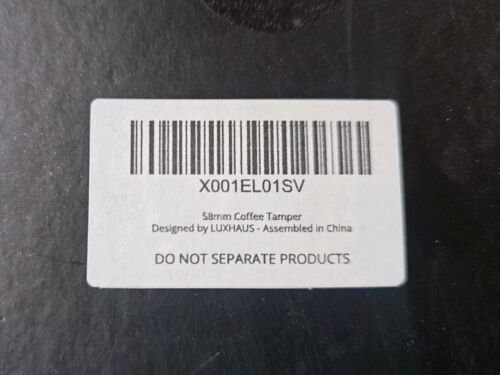 X001EL01SV
58mm Coffee Tamper
Designed by LUXHAUS - Assembled in China
DO NOT SEPARATE PRODUCTS